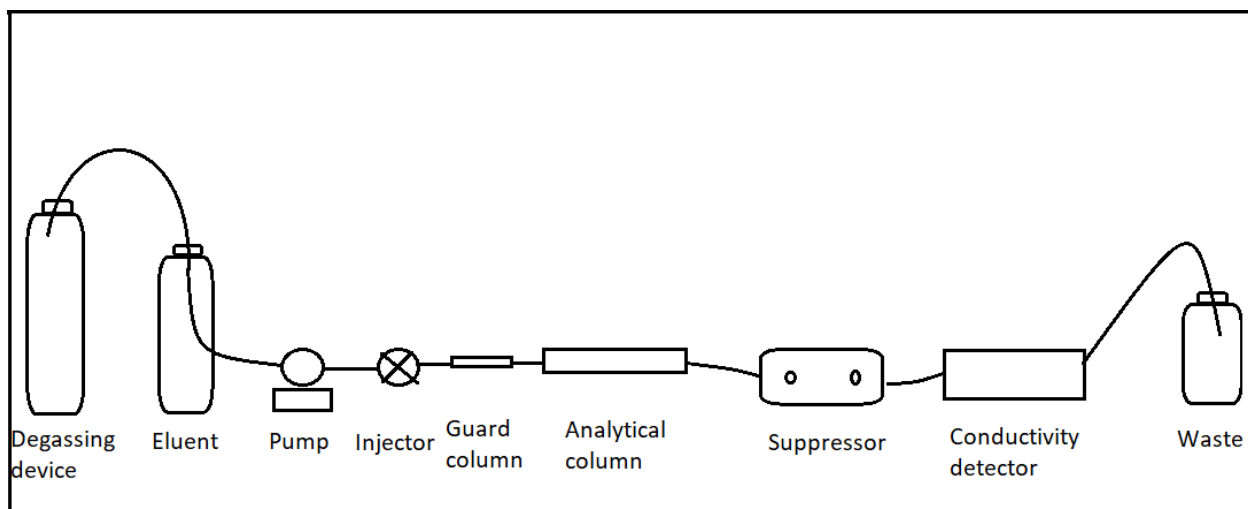 Degassing
device
Eluent
Pump
Injector
Guard
column
Analytical
column
Suppressor
Conductivity
detector
Waste